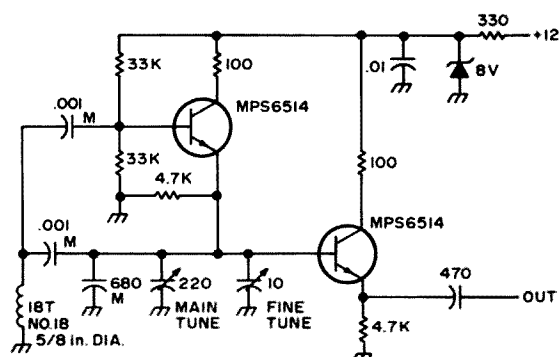 330
+12
33K
100
.01
8V
.001
M
MPS6514
33K
4.7K
100
MPS6514
.001
M
470
OUT
680
M
220
MAIN
TUNE
10
FINE
TUNE
18T
NO.18
5/8 in. DIA.
4.7K